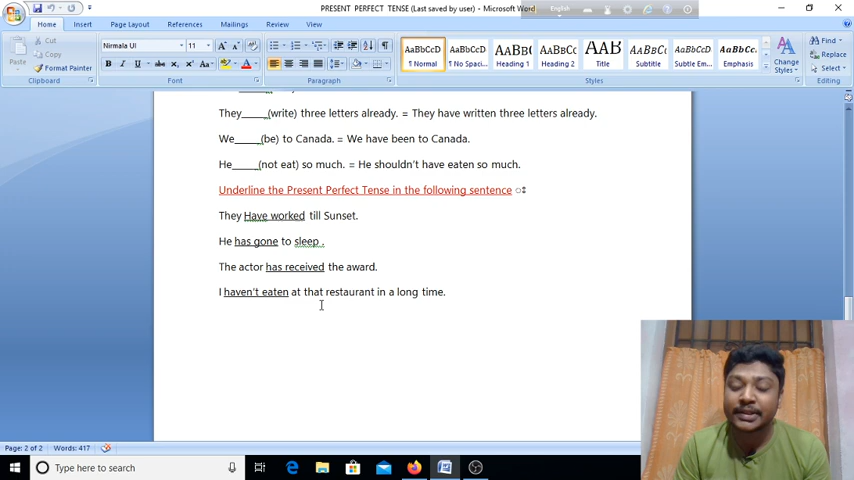 PRESENT PERFECT TENSE (Last saved by user) - Microsoft Word
English
Home Insert Page Layout References Mailings Review View
Cut
Copy
Format Painter
Paste
Nirmala UI 11
AaBbCcD AaBbCcD AaBbC AaBbCc AaB AaBbCc AaBbCcD AaBbCc.
¶ Normal ¶ No Spaci... Heading 1 Heading 2 Title Subtitle Subtle Em... Emphasis
Change Styles
Find
Replace
Select
Clipboard Font Paragraph Styles Editing
They_____(write) three letters already. = They have written three letters already.
We_____(be) to Canada. = We have been to Canada.
He_____(not eat) so much. = He shouldn't have eaten so much.
Underline the Present Perfect Tense in the following sentence
They Have worked till Sunset.
He has gone to sleep .
The actor has received the award.
I haven't eaten at that restaurant in a long time.
Page: 2 of 2 Words: 417
Type here to search